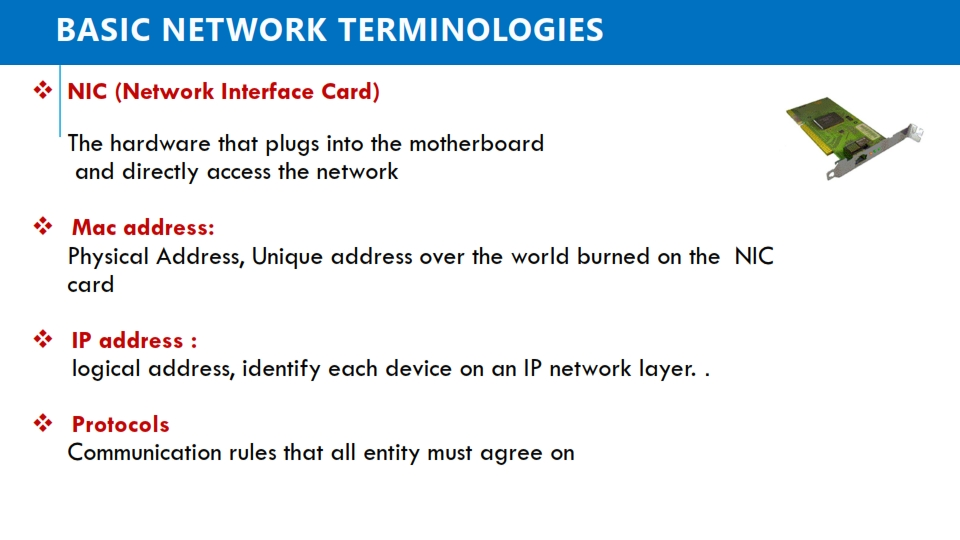 BASIC NETWORK TERMINOLOGIES
NIC (Network Interface Card)
The hardware that plugs into the motherboard
and directly access the network
Mac address:
Physical Address, Unique address over the world burned on the NIC
card
IP address :
logical address, identify each device on an IP network layer. .
Protocols
Communication rules that all entity must agree on